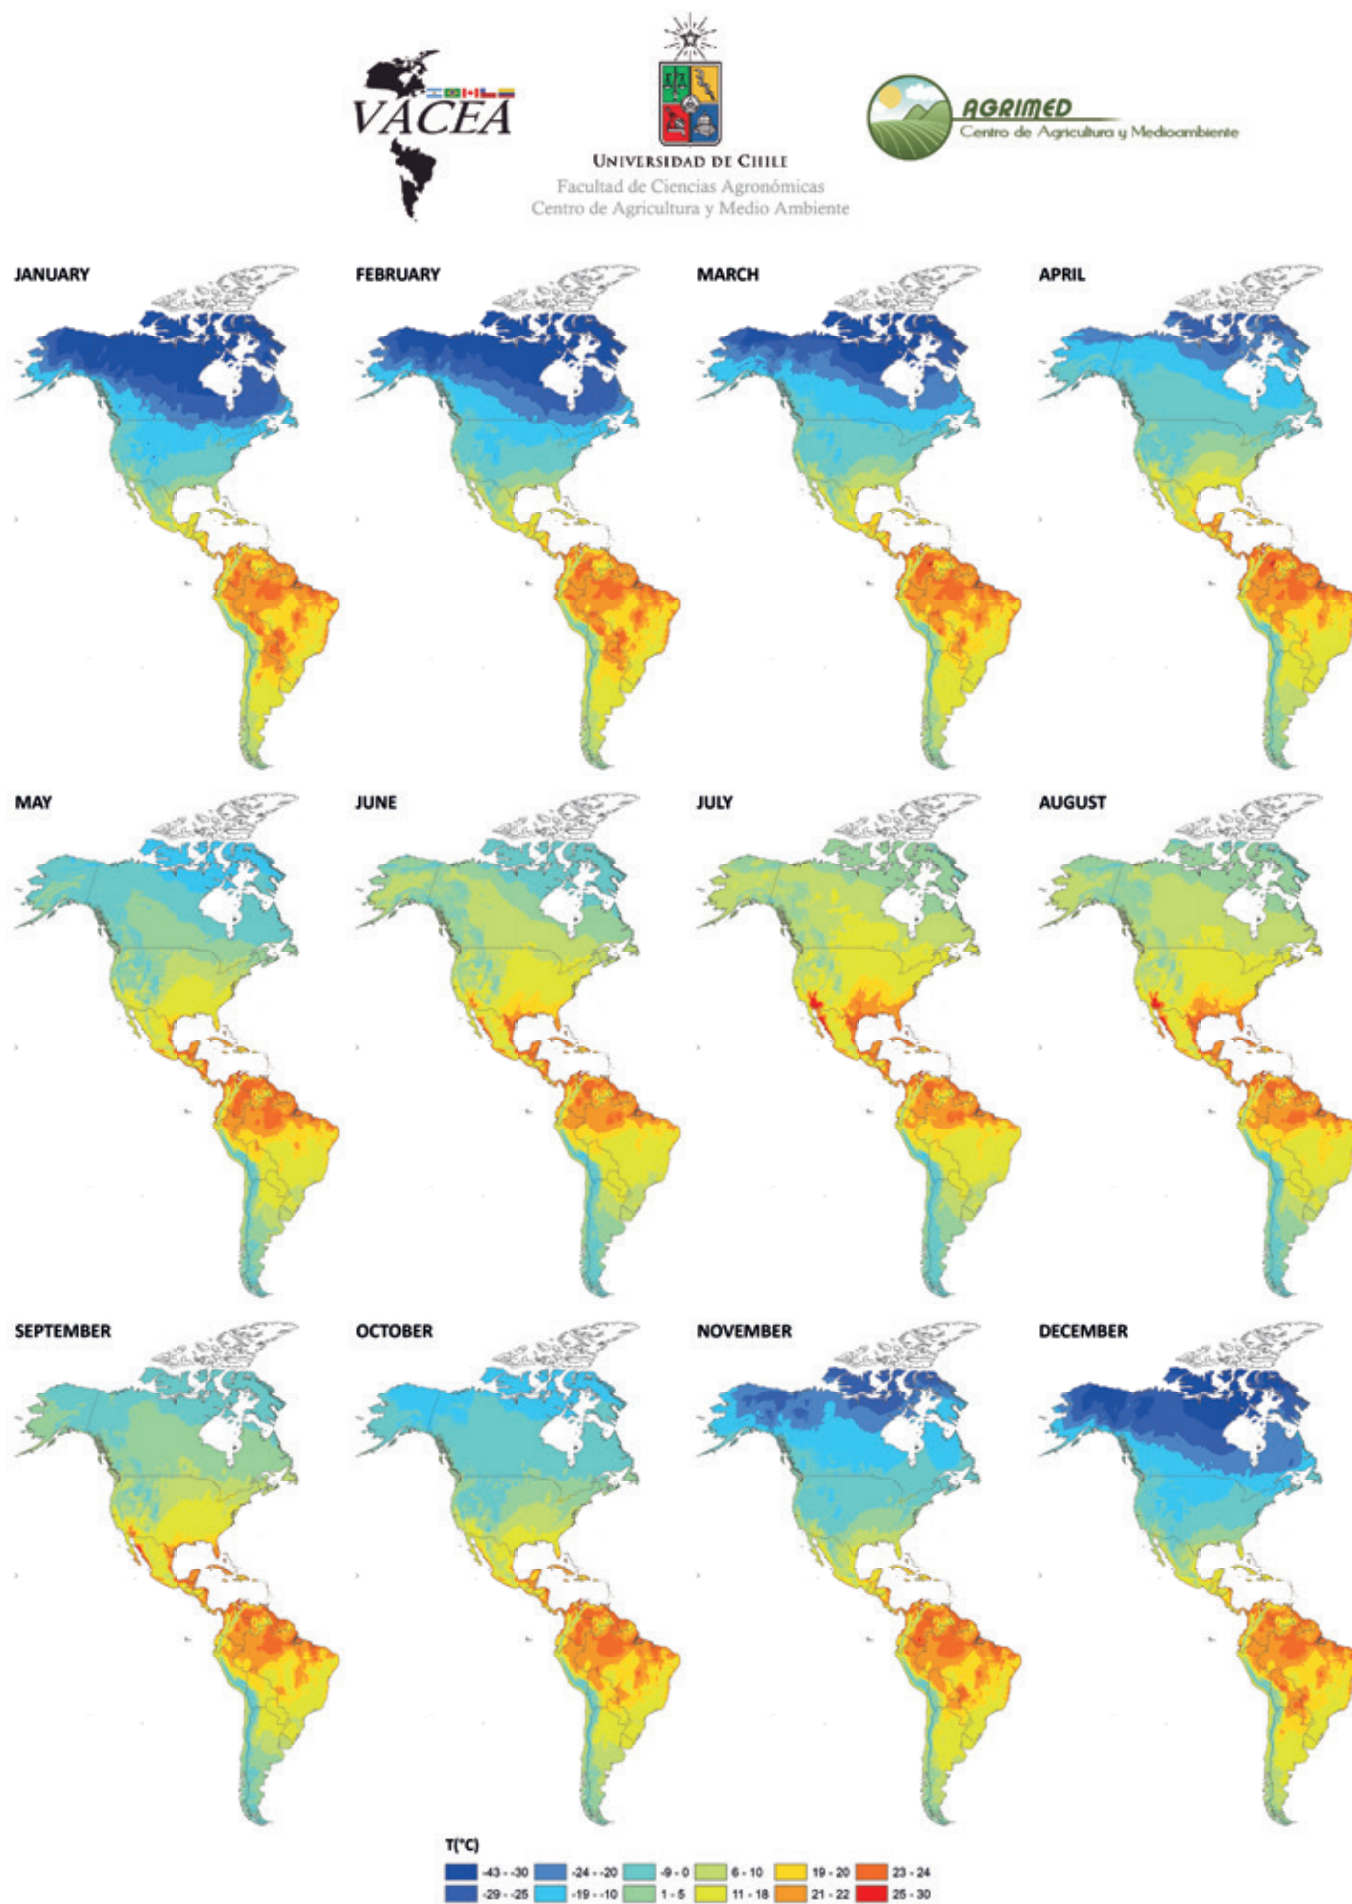 VACEA
UNIVERSIDAD DE CHILE
Facultad de Ciencias Agronómicas
Centro de Agricultura y Medio Ambiente
AGRIMED
Centro de Agricultura y Medioambiente
JANUARY
FEBRUARY
MARCH
APRIL
MAY
JUNE
JULY
AUGUST
SEPTEMBER
OCTOBER
NOVEMBER
DECEMBER
T(°C)
-43 - -30
-24 - -20
-9 - 0
6 - 10
19 - 20
23 - 24
-29 - -25
-19 - -10
1 - 5
11 - 18
21 - 22
25 - 30